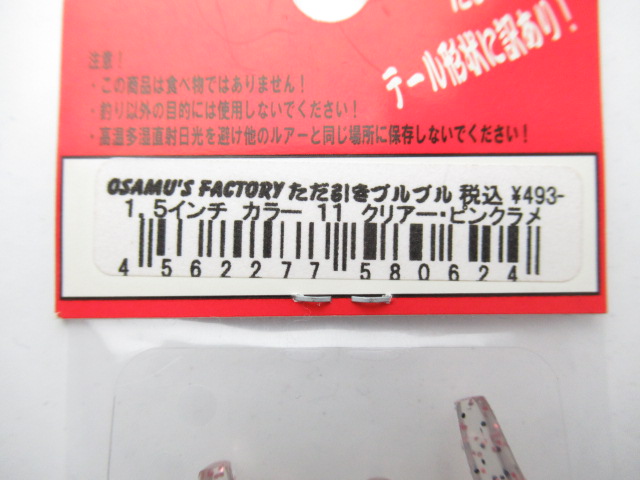 テール形状に訳あり！
注意！
・この商品は食べ物ではありません！
・釣り以外の目的には使用しないでください！
・高温多湿直射日光を避け他のルアーと同じ場所に保存しないでください！
OSAMU'S FACTORY ただ引きプルプル 税込 ¥493-
1.5インチ カラー 11 クリアー・ピンクラメ
4 562277 580624